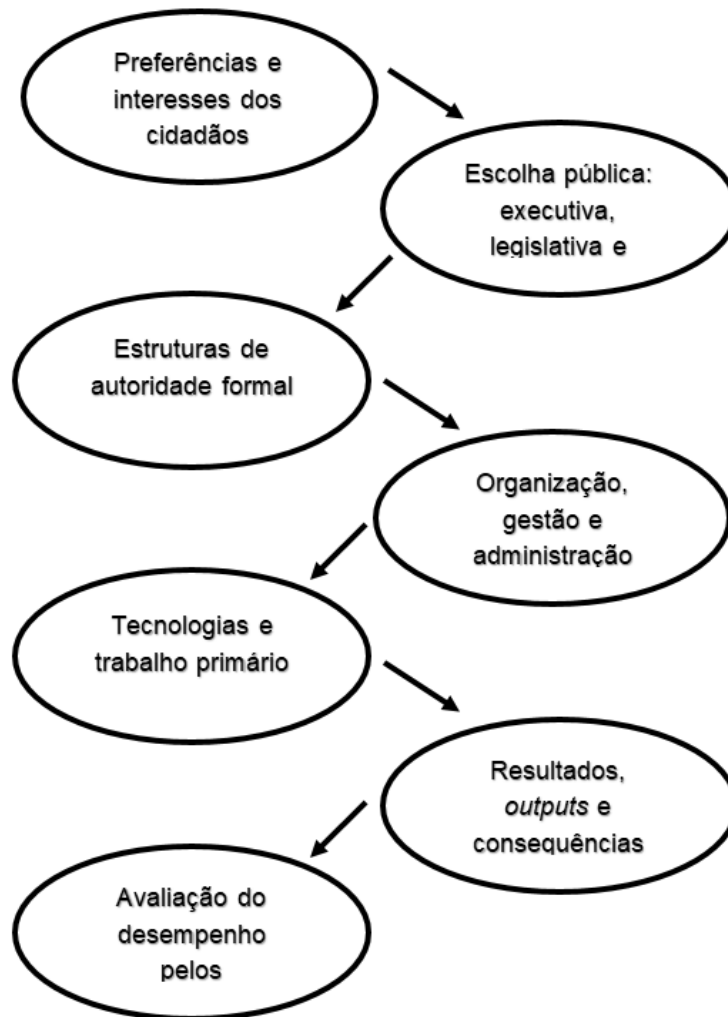 Preferências e
interesses dos
cidadãos
Escolha pública:
executiva,
legislativa e
Estruturas de
autoridade formal
Organização,
gestão e
administração
Tecnologias e
trabalho primário
Resultados,
outputs e
consequências
Avaliação do
desempenho
pelos